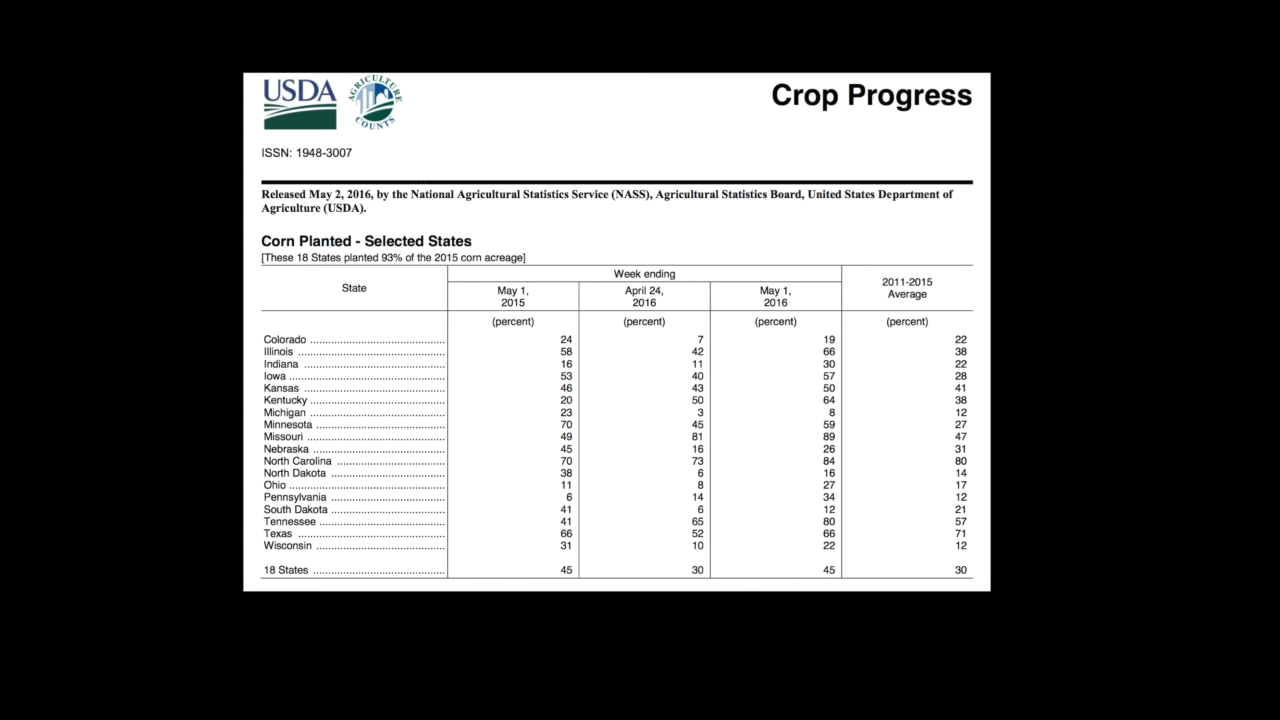 USDA
AGRICULTURE
COUNTS
Crop Progress
ISSN: 1948-3007
Released May 2, 2016, by the National Agricultural Statistics Service (NASS), Agricultural Statistics Board, United States Department of
Agriculture (USDA).
Corn Planted - Selected States
[These 18 States planted 93% of the 2015 corn acreage]
State
Week ending
2011-2015
Average
May 1,
2015
April 24,
2016
May 1,
2016
(percent) (percent) (percent) (percent)
Colorado ............................................. 24 7 19 22
Illinois ................................................. 58 42 66 38
Indiana ............................................... 16 11 30 22
Iowa .................................................... 53 40 57 28
Kansas ............................................... 46 43 50 41
Kentucky ............................................. 20 50 64 38
Michigan ............................................. 23 3 8 12
Minnesota ........................................... 70 45 59 27
Missouri .............................................. 49 81 89 47
Nebraska ............................................ 45 16 26 31
North Carolina .................................... 70 73 84 80
North Dakota ...................................... 38 6 16 14
Ohio .................................................... 11 8 27 17
Pennsylvania ...................................... 6 14 34 12
South Dakota ...................................... 41 6 12 21
Tennessee .......................................... 41 65 80 57
Texas ................................................. 66 52 66 71
Wisconsin ........................................... 31 10 22 12
18 States ............................................ 45 30 45 30